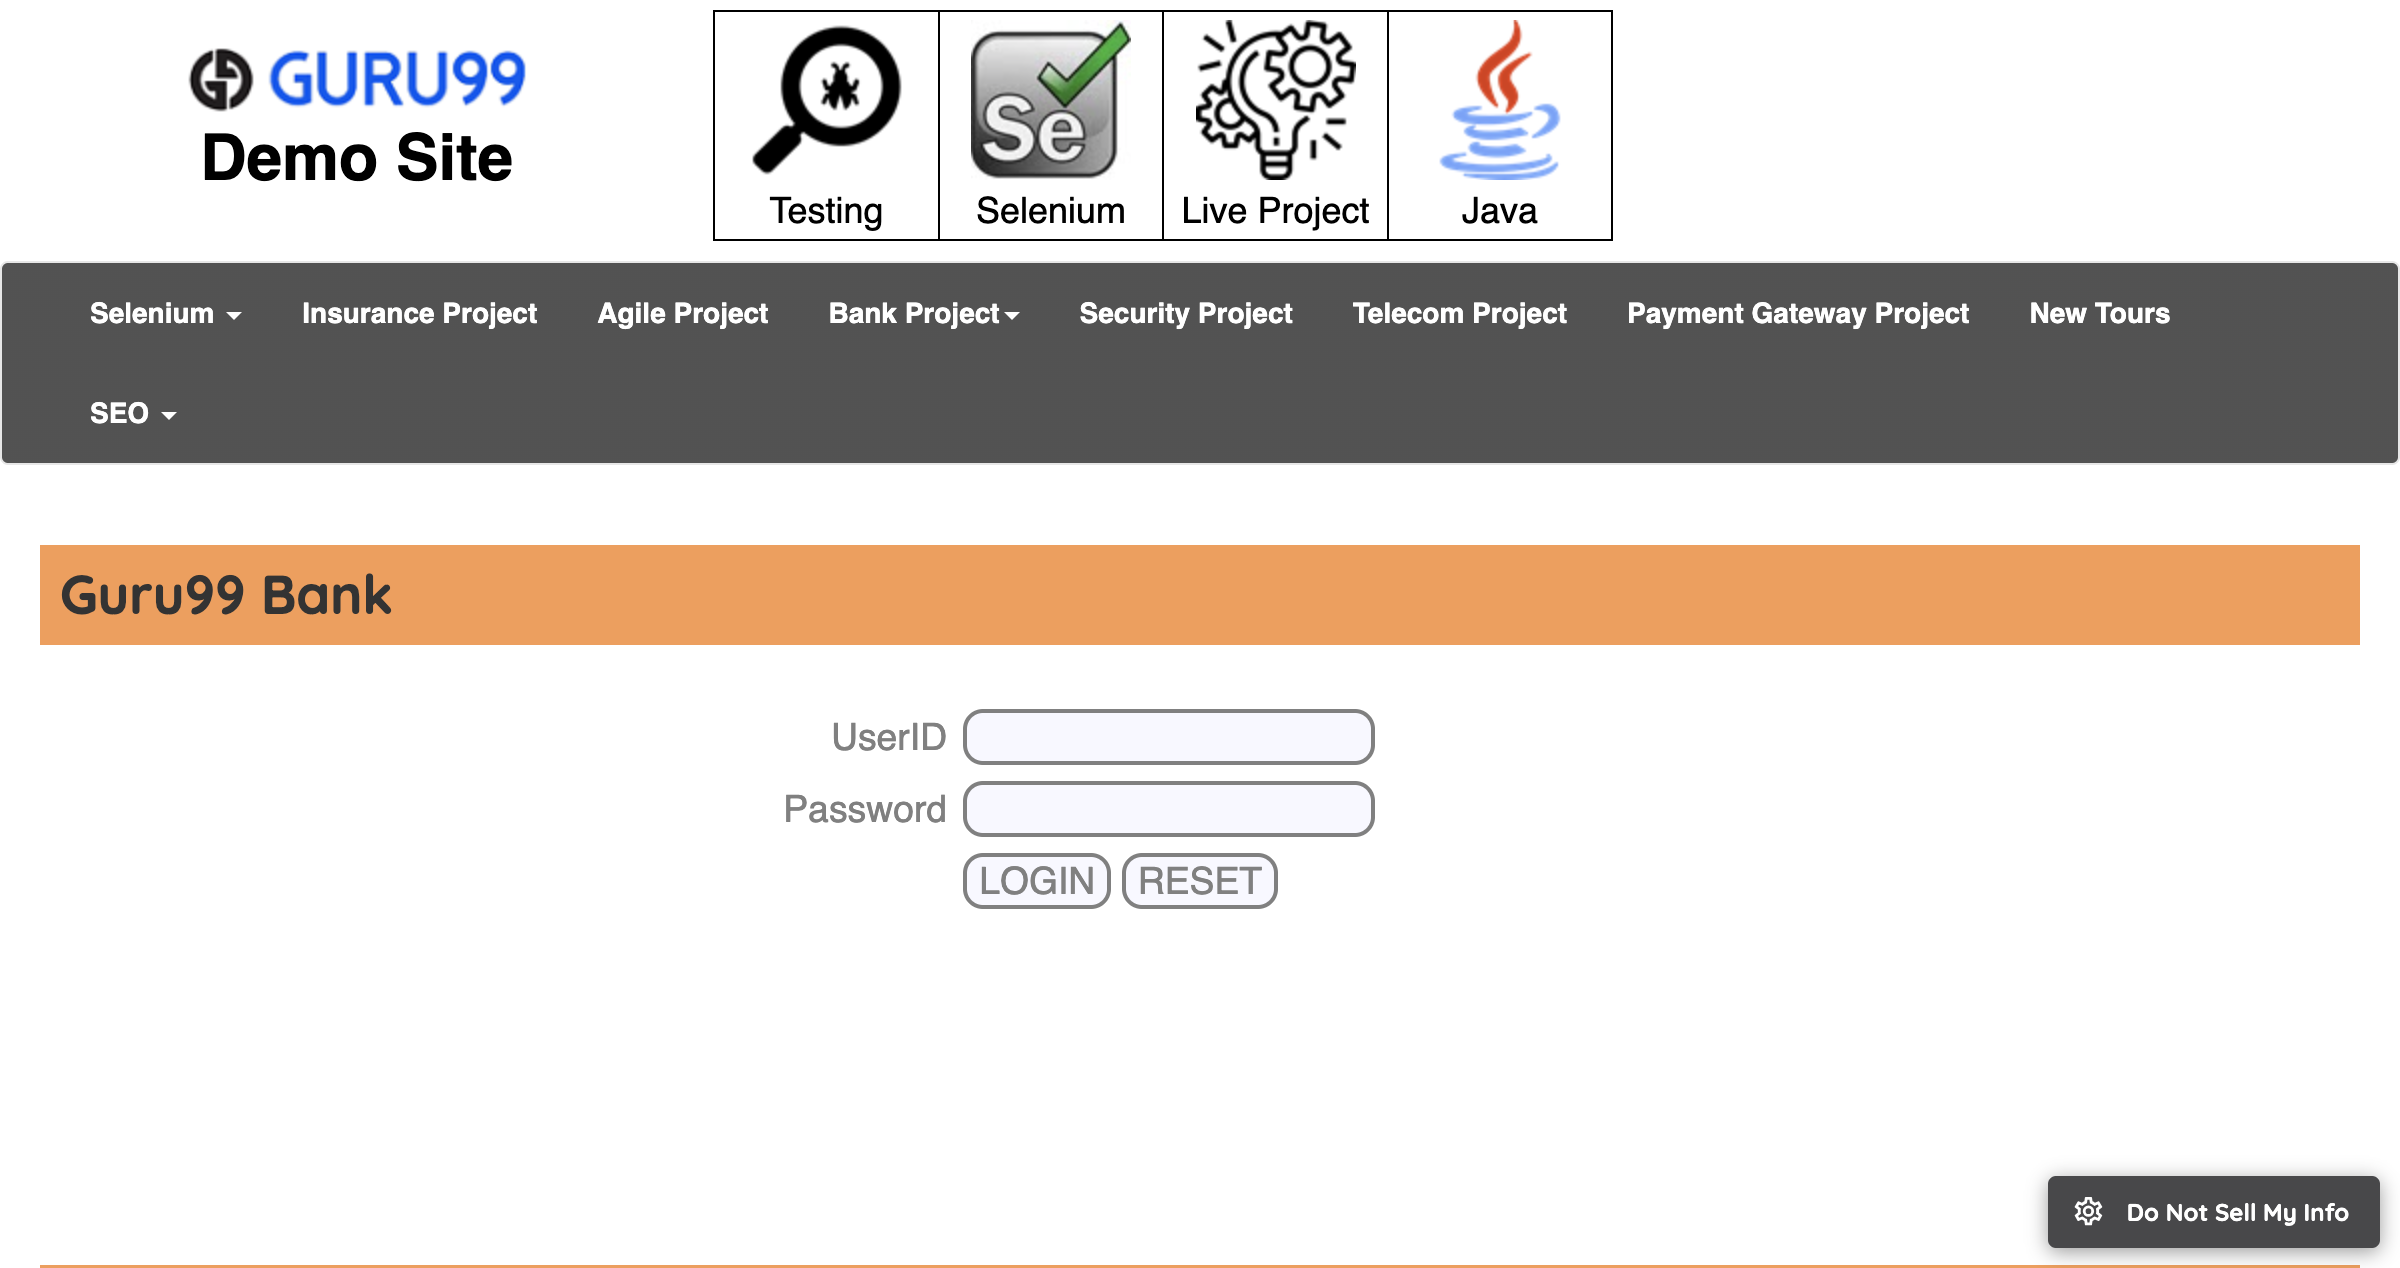 GURU99
Demo Site
Se
Testing
Selenium
Live Project
Java
Selenium
Insurance Project
Agile Project
Bank Project
Security Project
Telecom Project
Payment Gateway Project
New Tours
SEO
Guru99 Bank
UserID
Password
LOGIN
RESET
Do Not Sell My Info